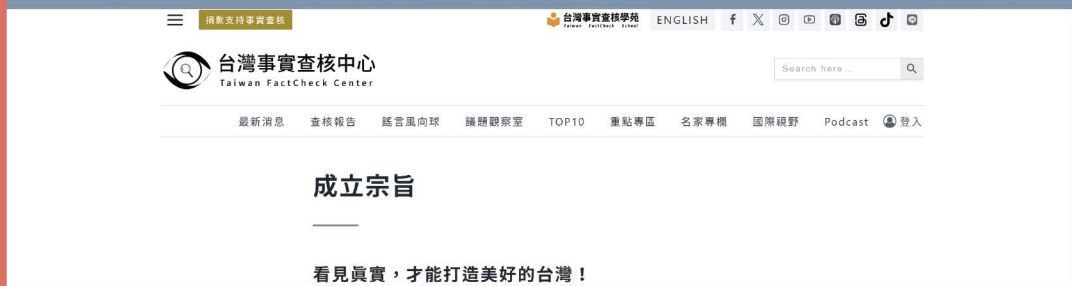 捐款支持事實查核
台灣事實查核學苑
Taiwan FactCheck School
ENGLISH
台灣事實查核中心
Taiwan FactCheck Center
Search here...
最新消息 查核報告 謠言風向球 議題觀察室 TOP10 重點專區 名家專欄 國際視野 Podcast 登入
成立宗旨
看見真實，才能打造美好的台灣！